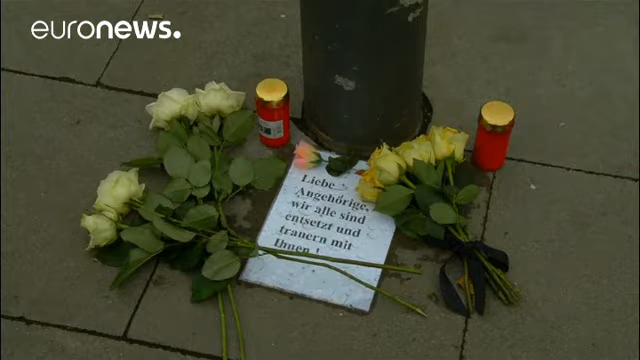 euronews.
Liebe
Angehörige,
wir alle sind
entsetzt und
trauern mit
Ihnen !